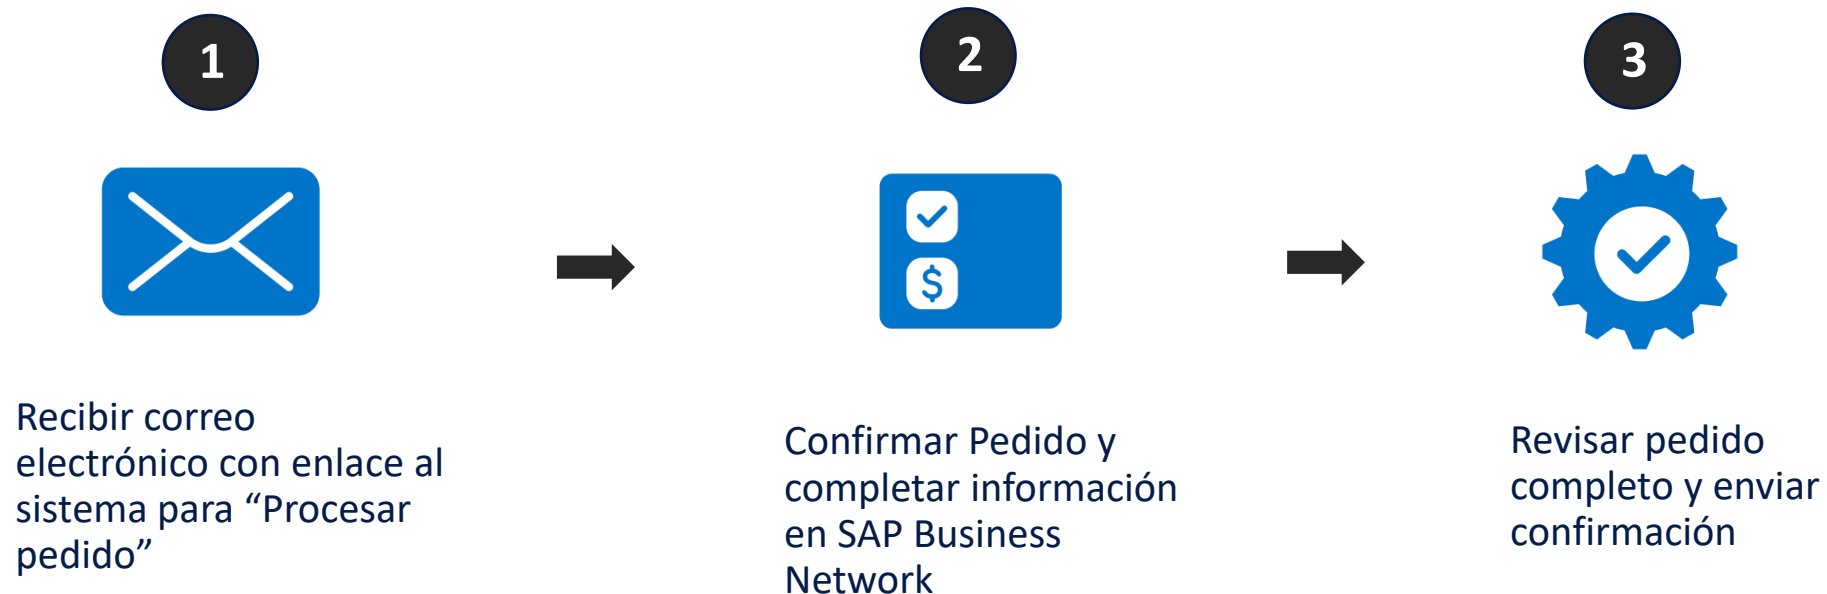 1
Recibir correo
electrónico con enlace al
sistema para “Procesar
pedido”
2
$
Confirmar Pedido y
completar información
en SAP Business
Network
3
Revisar pedido
completo y enviar
confirmación